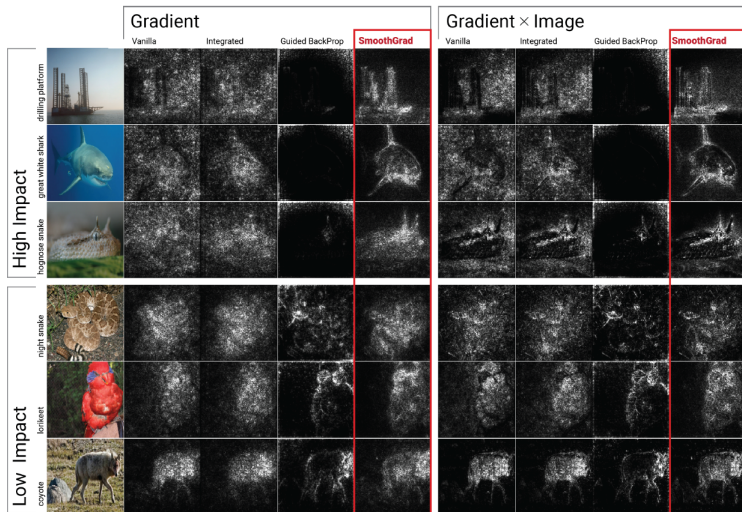 Gradient
Gradient × Image
Vanilla
Integrated
Guided BackProp
SmoothGrad
Vanilla
Integrated
Guided BackProp
SmoothGrad
High Impact
drilling platform
great white shark
hognose snake
Low Impact
night snake
lorikeet
coyote